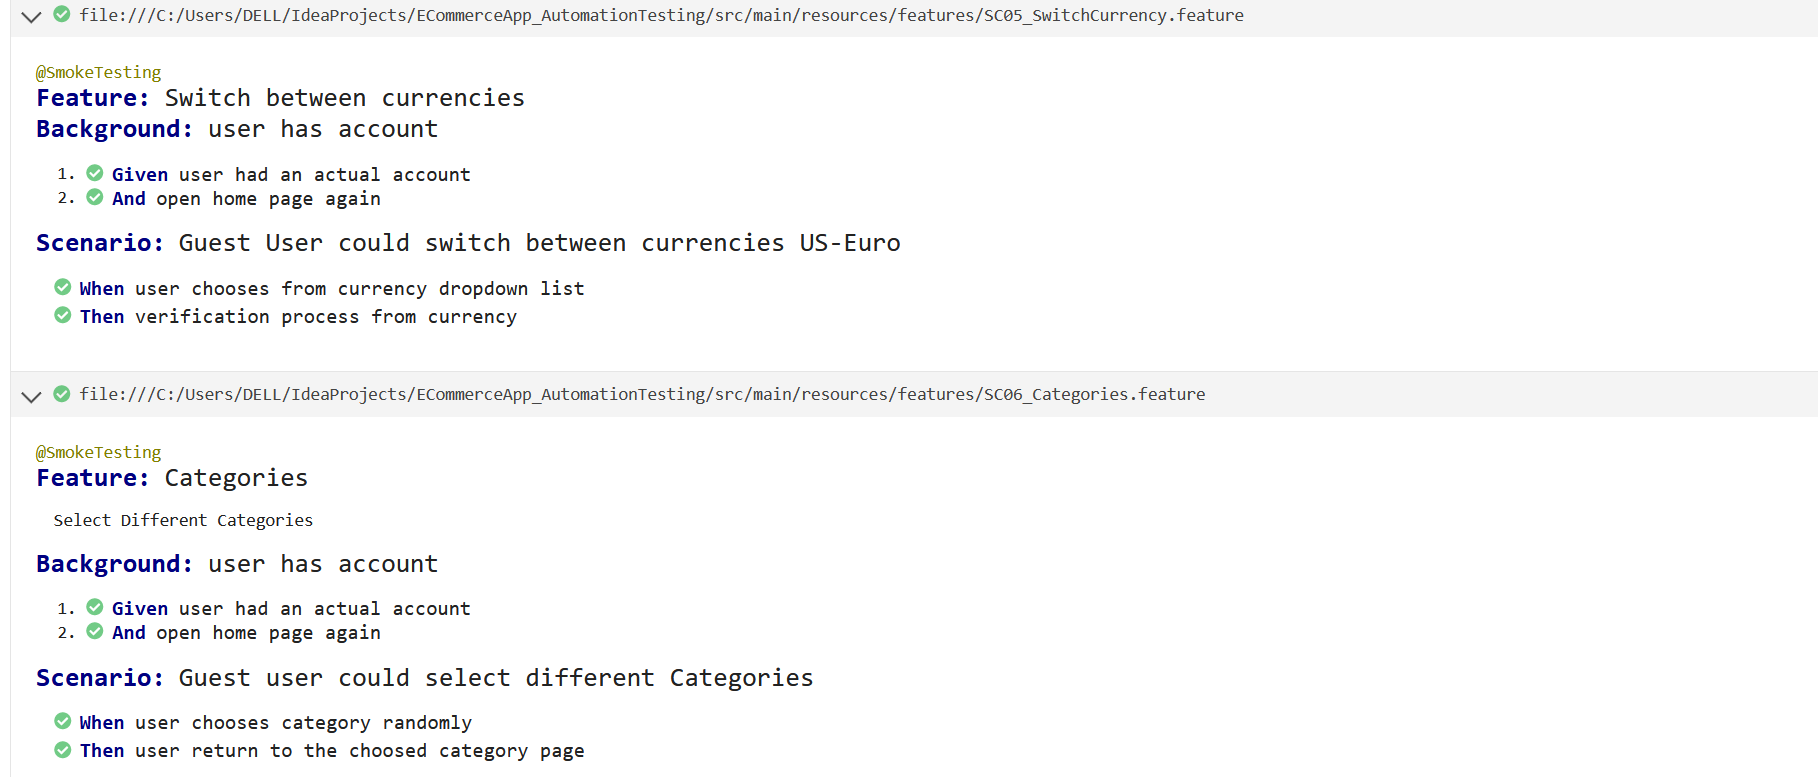 file:///C:/Users/DELL/IdeaProjects/ECommerceApp_AutomationTesting/src/main/resources/features/SC05_SwitchCurrency.feature
@SmokeTesting
Feature: Switch between currencies
Background: user has account
1. Given user had an actual account
2. And open home page again
Scenario: Guest User could switch between currencies US-Euro
When user chooses from currency dropdown list
Then verification process from currency
file:///C:/Users/DELL/IdeaProjects/ECommerceApp_AutomationTesting/src/main/resources/features/SC06_Categories.feature
@SmokeTesting
Feature: Categories
Select Different Categories
Background: user has account
1. Given user had an actual account
2. And open home page again
Scenario: Guest user could select different Categories
When user chooses category randomly
Then user return to the choosed category page